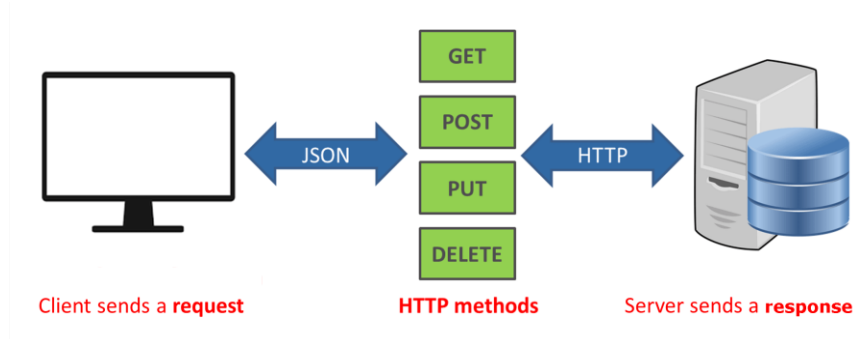 GET
POST
JSON
HTTP
PUT
DELETE
Client sends a request
HTTP methods
Server sends a response